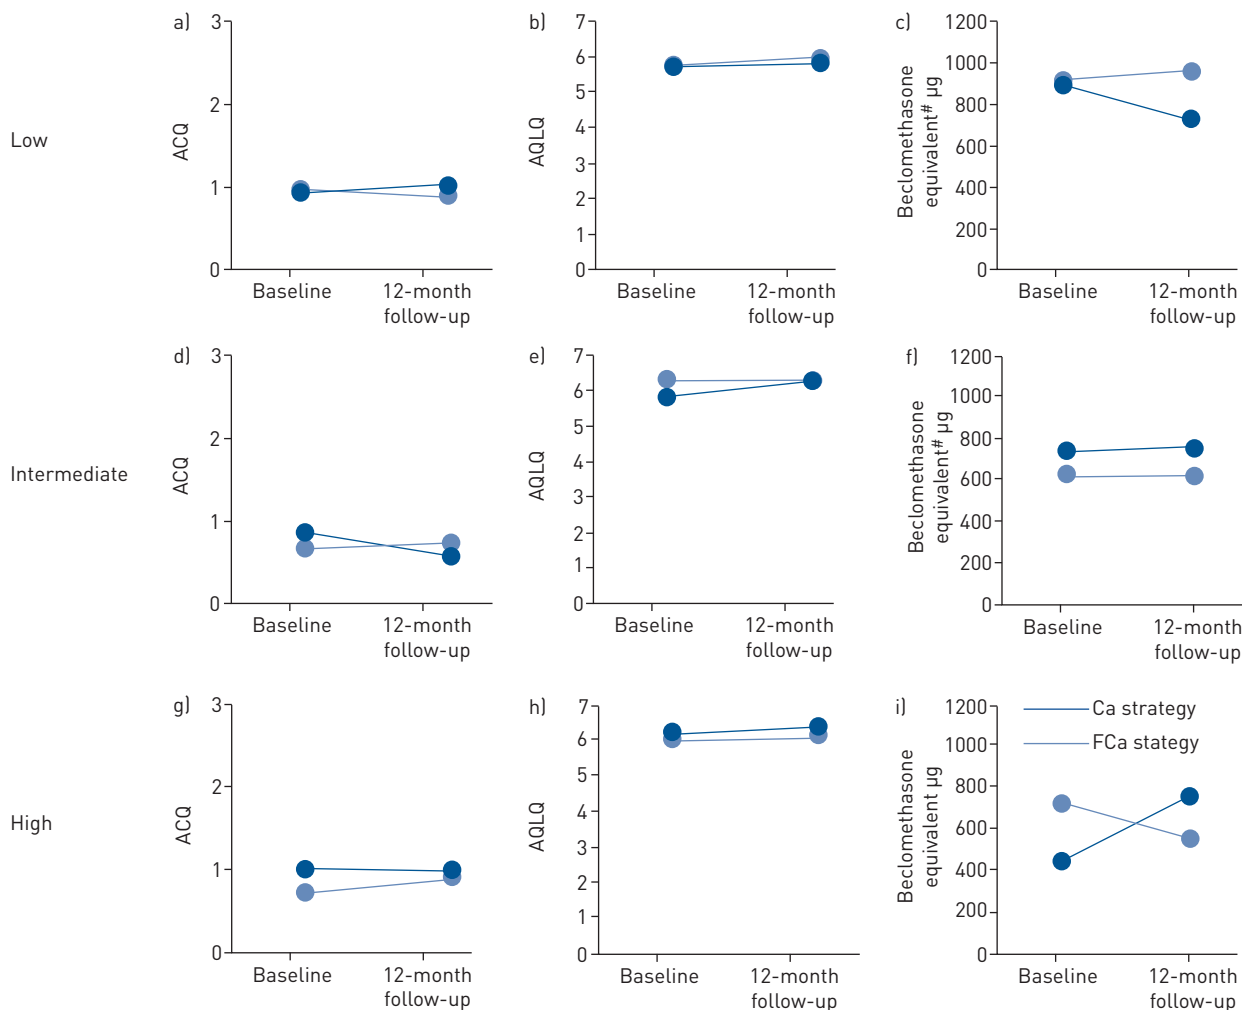 a)
3
2
1
0
ACQ
Baseline
12-month
follow-up
b)
7
6
5
4
3
2
1
0
AQLQ
Baseline
12-month
follow-up
c)
1200
1000
800
600
400
200
0
Beclomethasone
equivalent# µg
Baseline
12-month
follow-up
Low
d)
3
2
1
0
ACQ
Baseline
12-month
follow-up
e)
7
6
5
4
3
2
1
0
AQLQ
Baseline
12-month
follow-up
f)
1200
1000
800
600
400
200
0
Beclomethasone
equivalent# µg
Baseline
12-month
follow-up
Intermediate
g)
3
2
1
0
ACQ
Baseline
12-month
follow-up
h)
7
6
5
4
3
2
1
0
AQLQ
Baseline
12-month
follow-up
i)
1200
1000
800
600
400
200
0
Beclomethasone
equivalent µg
Ca strategy
FCa stategy
Baseline
12-month
follow-up
High